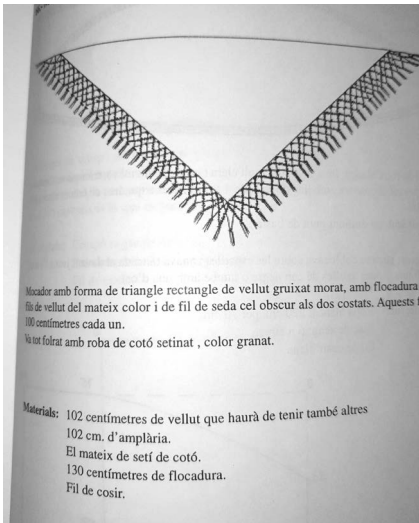 Mocador amb forma de triangle rectangle de vellut gruixat morat, amb flocadura
fils de vellut del mateix color i de fil de seda cel obscur als dos costats. Aquests
100 centímetres cada un.
Va tot folrat amb roba de cotó setinat , color granat.
Materials: 102 centímetres de vellut que haurà de tenir també altres
102 cm. d'amplària.
El mateix de setí de cotó.
130 centímetres de flocadura.
Fil de cosir.